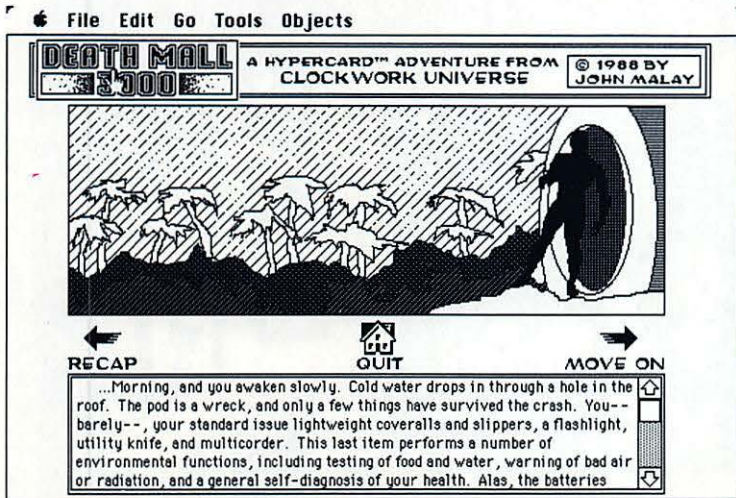 File Edit Go Tools Objects
DEATH MALL
3000
A HYPERCARD™ ADVENTURE FROM
CLOCKWORK UNIVERSE
© 1988 BY
JOHN MALAY
RECAP
QUIT
MOVE ON
...Morning, and you awaken slowly. Cold water drops in through a hole in the
roof. The pod is a wreck, and only a few things have survived the crash. You--
barely--, your standard issue lightweight coveralls and slippers, a flashlight,
utility knife, and multicorder. This last item performs a number of
environmental functions, including testing of food and water, warning of bad air
or radiation, and a general self-diagnosis of your health. Alas, the batteries